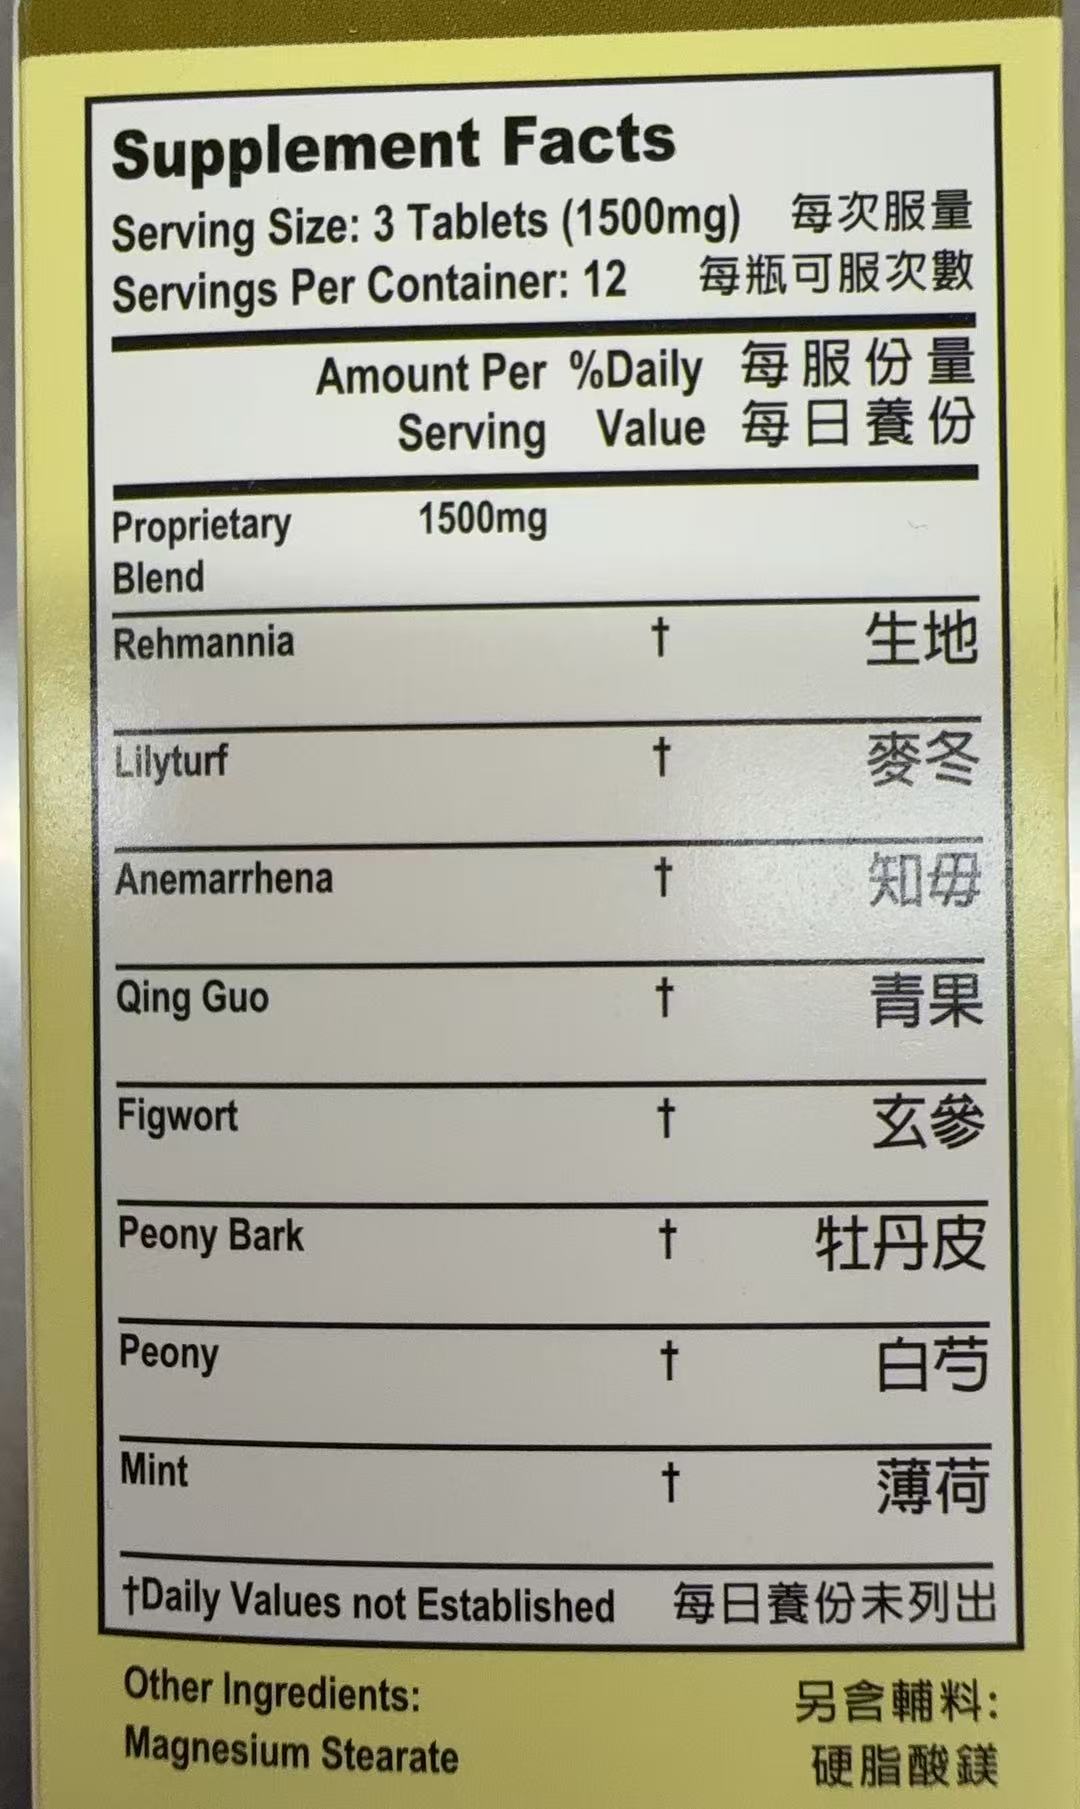 Supplement Facts
Serving Size: 3 Tablets (1500mg) 每次服量
Servings Per Container: 12 每瓶可服次數
Amount Per %Daily 每服份量
Serving Value 每日養份
Proprietary 1500mg
Blend
Rehmannia † 生地
Lilyturf † 麥冬
Anemarrhena † 知毋
Qing Guo † 青果
Figwort † 玄參
Peony Bark † 牡丹皮
Peony † 白芍
Mint † 薄荷
†Daily Values not Established 每日養份未列出
Other Ingredients: 另含輔料:
Magnesium Stearate 硬脂酸鎂